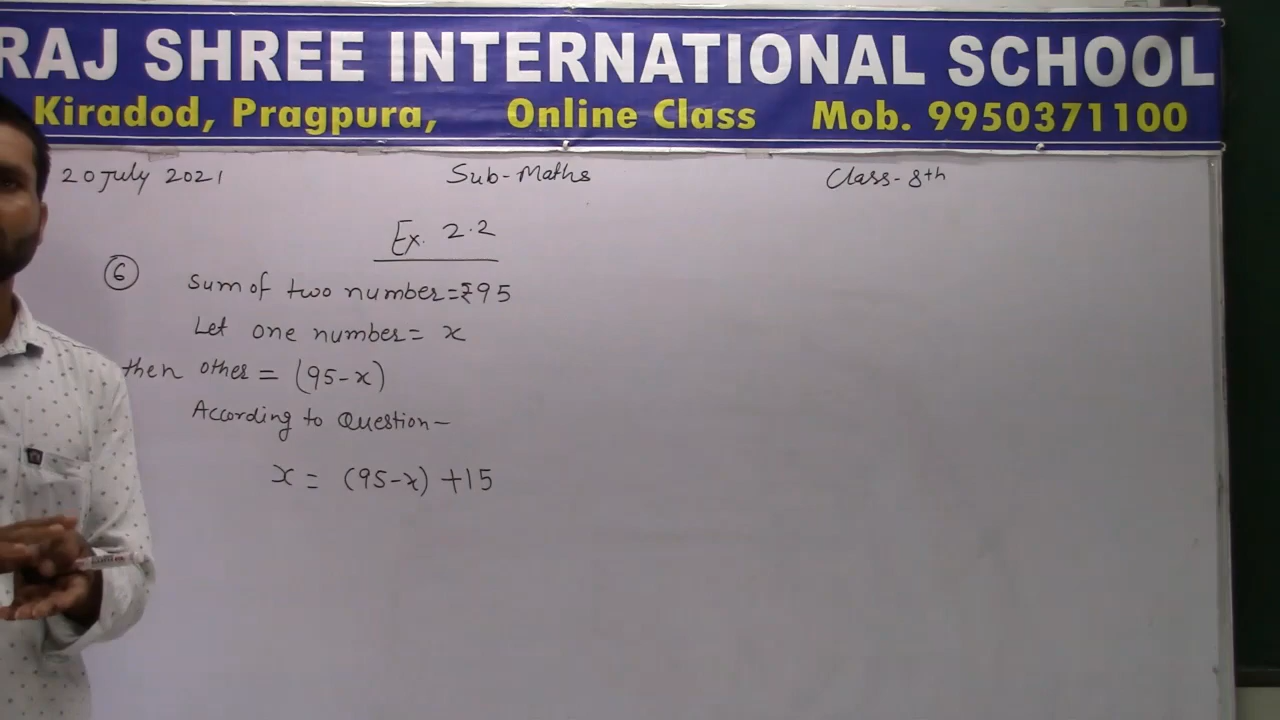 RAJ SHREE INTERNATIONAL SCHOOL
Kiradod, Pragpura, Online Class Mob. 9950371100
20 July 2021 Sub-Maths Class-8th
Ex. 2.2
6 Sum of two number=₹95
Let one number= x
then other = (95-x)
According to Question-
x = (95-x) +15